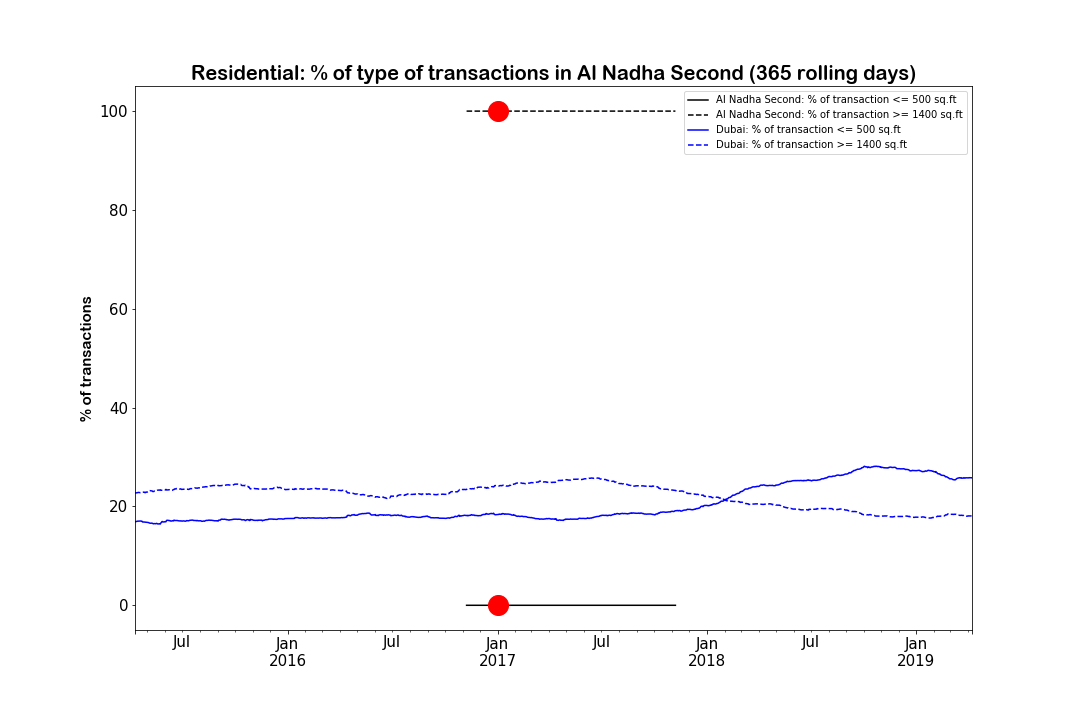 Residential: % of type of transactions in Al Nadha Second (365 rolling days)
Al Nadha Second: % of transaction <= 500 sq.ft
Al Nadha Second: % of transaction >= 1400 sq.ft
Dubai: % of transaction <= 500 sq.ft
Dubai: % of transaction >= 1400 sq.ft
% of transactions
100
80
60
40
20
0
Jul
Jan
2016
Jul
Jan
2017
Jul
Jan
2018
Jul
Jan
2019